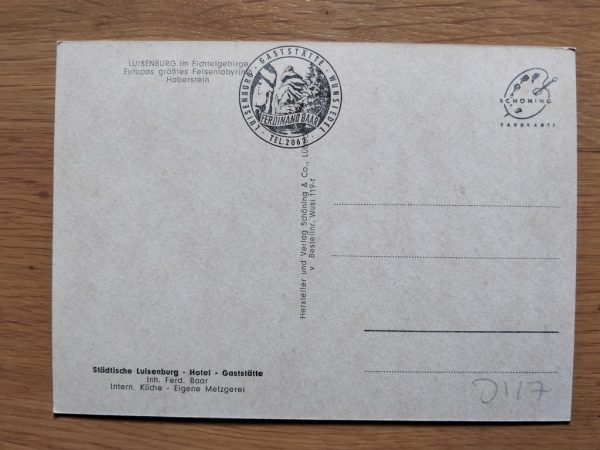 LUISENBURG im Fichtelgebirge
Europas größtes Felsenlabyrinth
Haberstein
LUISENBURG - GASTSTÄTTE - WUNSIEDEL
FERDINAND BAAR
TEL. 2062
SCHÖNING
FARBKARTE
Hersteller und Verlag Schöning & Co., Lü
v Bestellnr. Wusi 119-f
Städtische Luisenburg - Hotel - Gaststätte
Inh. Ferd. Baar
Intern. Küche - Eigene Metzgerei